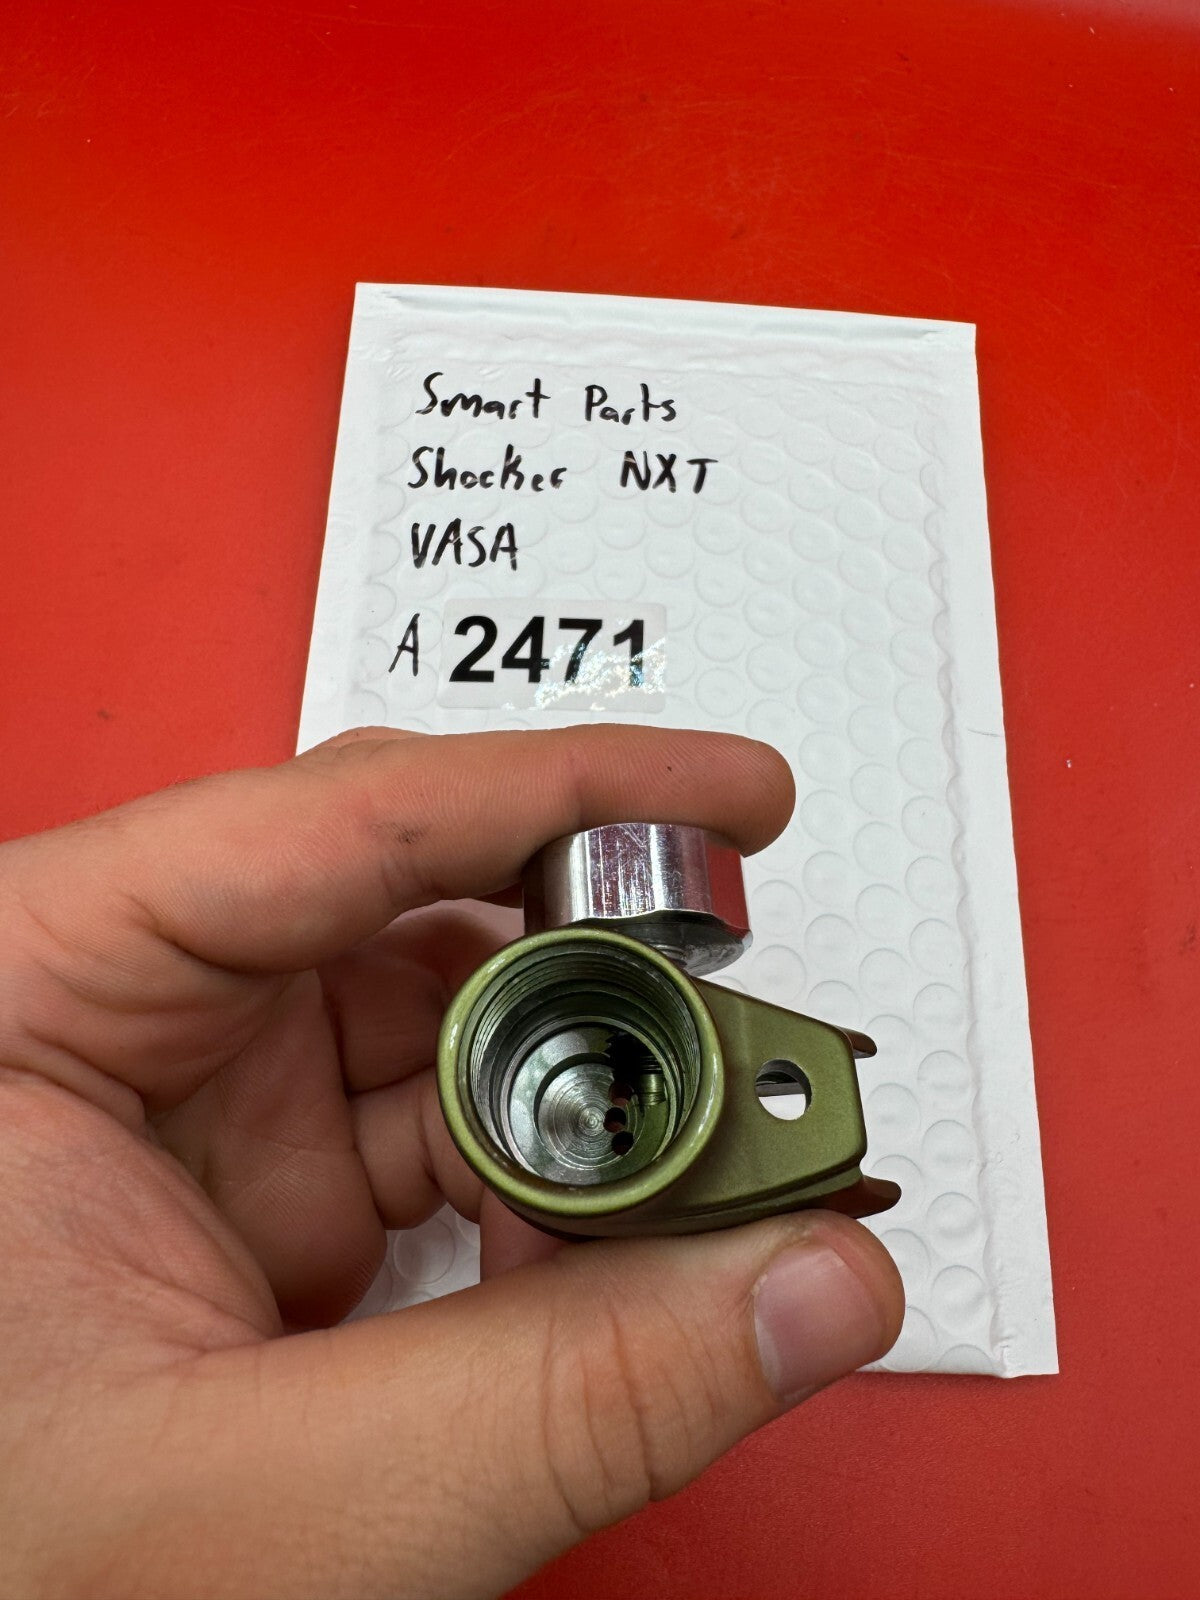 Smart Parts
Shocker NXT
VASA
A 2471